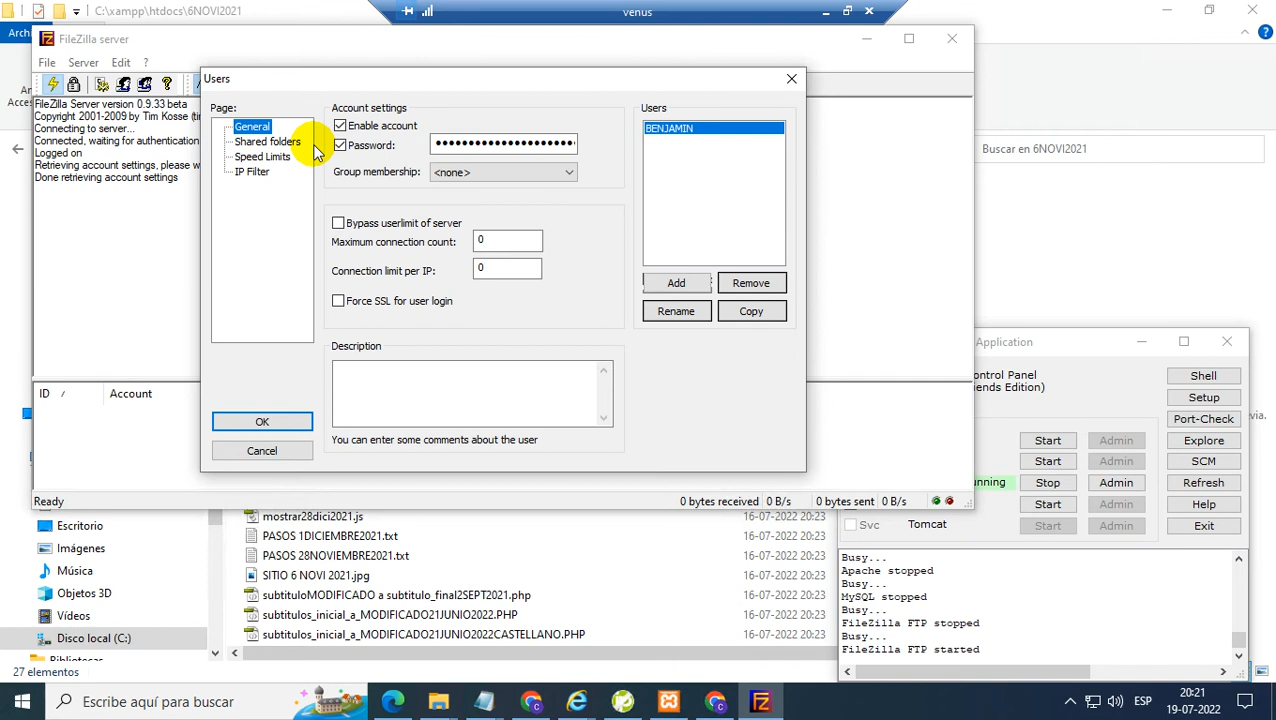 C:\xampp\htdocs\6NOVI2021
venus
Archi
FileZilla server
File Server Edit ?
FileZilla Server version 0.9.33 beta
Copyright 2001-2009 by Tim Kosse (tim
Connecting to server...
Connected, waiting for authentication
Logged on
Retrieving account settings, please w
Done retrieving account settings
Users
Page:
General
Shared folders
Speed Limits
IP Filter
Account settings
Enable account
Password:
Group membership: <none>
Bypass userlimit of server
Maximum connection count: 0
Connection limit per IP: 0
Force SSL for user login
Description
You can enter some comments about the user
OK
Cancel
Users
BENJAMIN
Add Remove
Rename Copy
Buscar en 6NOVI2021
ID / Account
Ready 0 bytes received 0 B/s 0 bytes sent 0 B/s
Application
ontrol Panel
ends Edition)
Shell
Setup
Port-Check
Start Admin Explore
Start Admin SCM
unning Stop Admin Refresh
Start Admin Help
Svc Tomcat Start Admin Exit
Busy...
Apache stopped
Busy...
MySQL stopped
Busy...
FileZilla FTP stopped
Busy...
FileZilla FTP started
Escritorio
Imágenes
Música
Objetos 3D
Vídeos
Disco local (C:)
Bibliotecas
mostrar28dici2021.js 16-07-2022 20:23
PASOS 1DICIEMBRE2021.txt 16-07-2022 20:23
PASOS 28NOVIEMBRE2021.txt 16-07-2022 20:23
SITIO 6 NOVI 2021.jpg 16-07-2022 20:23
subtituloMODIFICADO a subtitulo_final2SEPT2021.php 16-07-2022 20:23
subtitulos_inicial_a_MODIFICADO21JUNIO2022.PHP 16-07-2022 20:23
subtitulos_inicial_a_MODIFICADO21JUNIO2022CASTELLANO.PHP 16-07-2022 20:23
27 elementos
Escribe aquí para buscar
ESP
20:21
19-07-2022